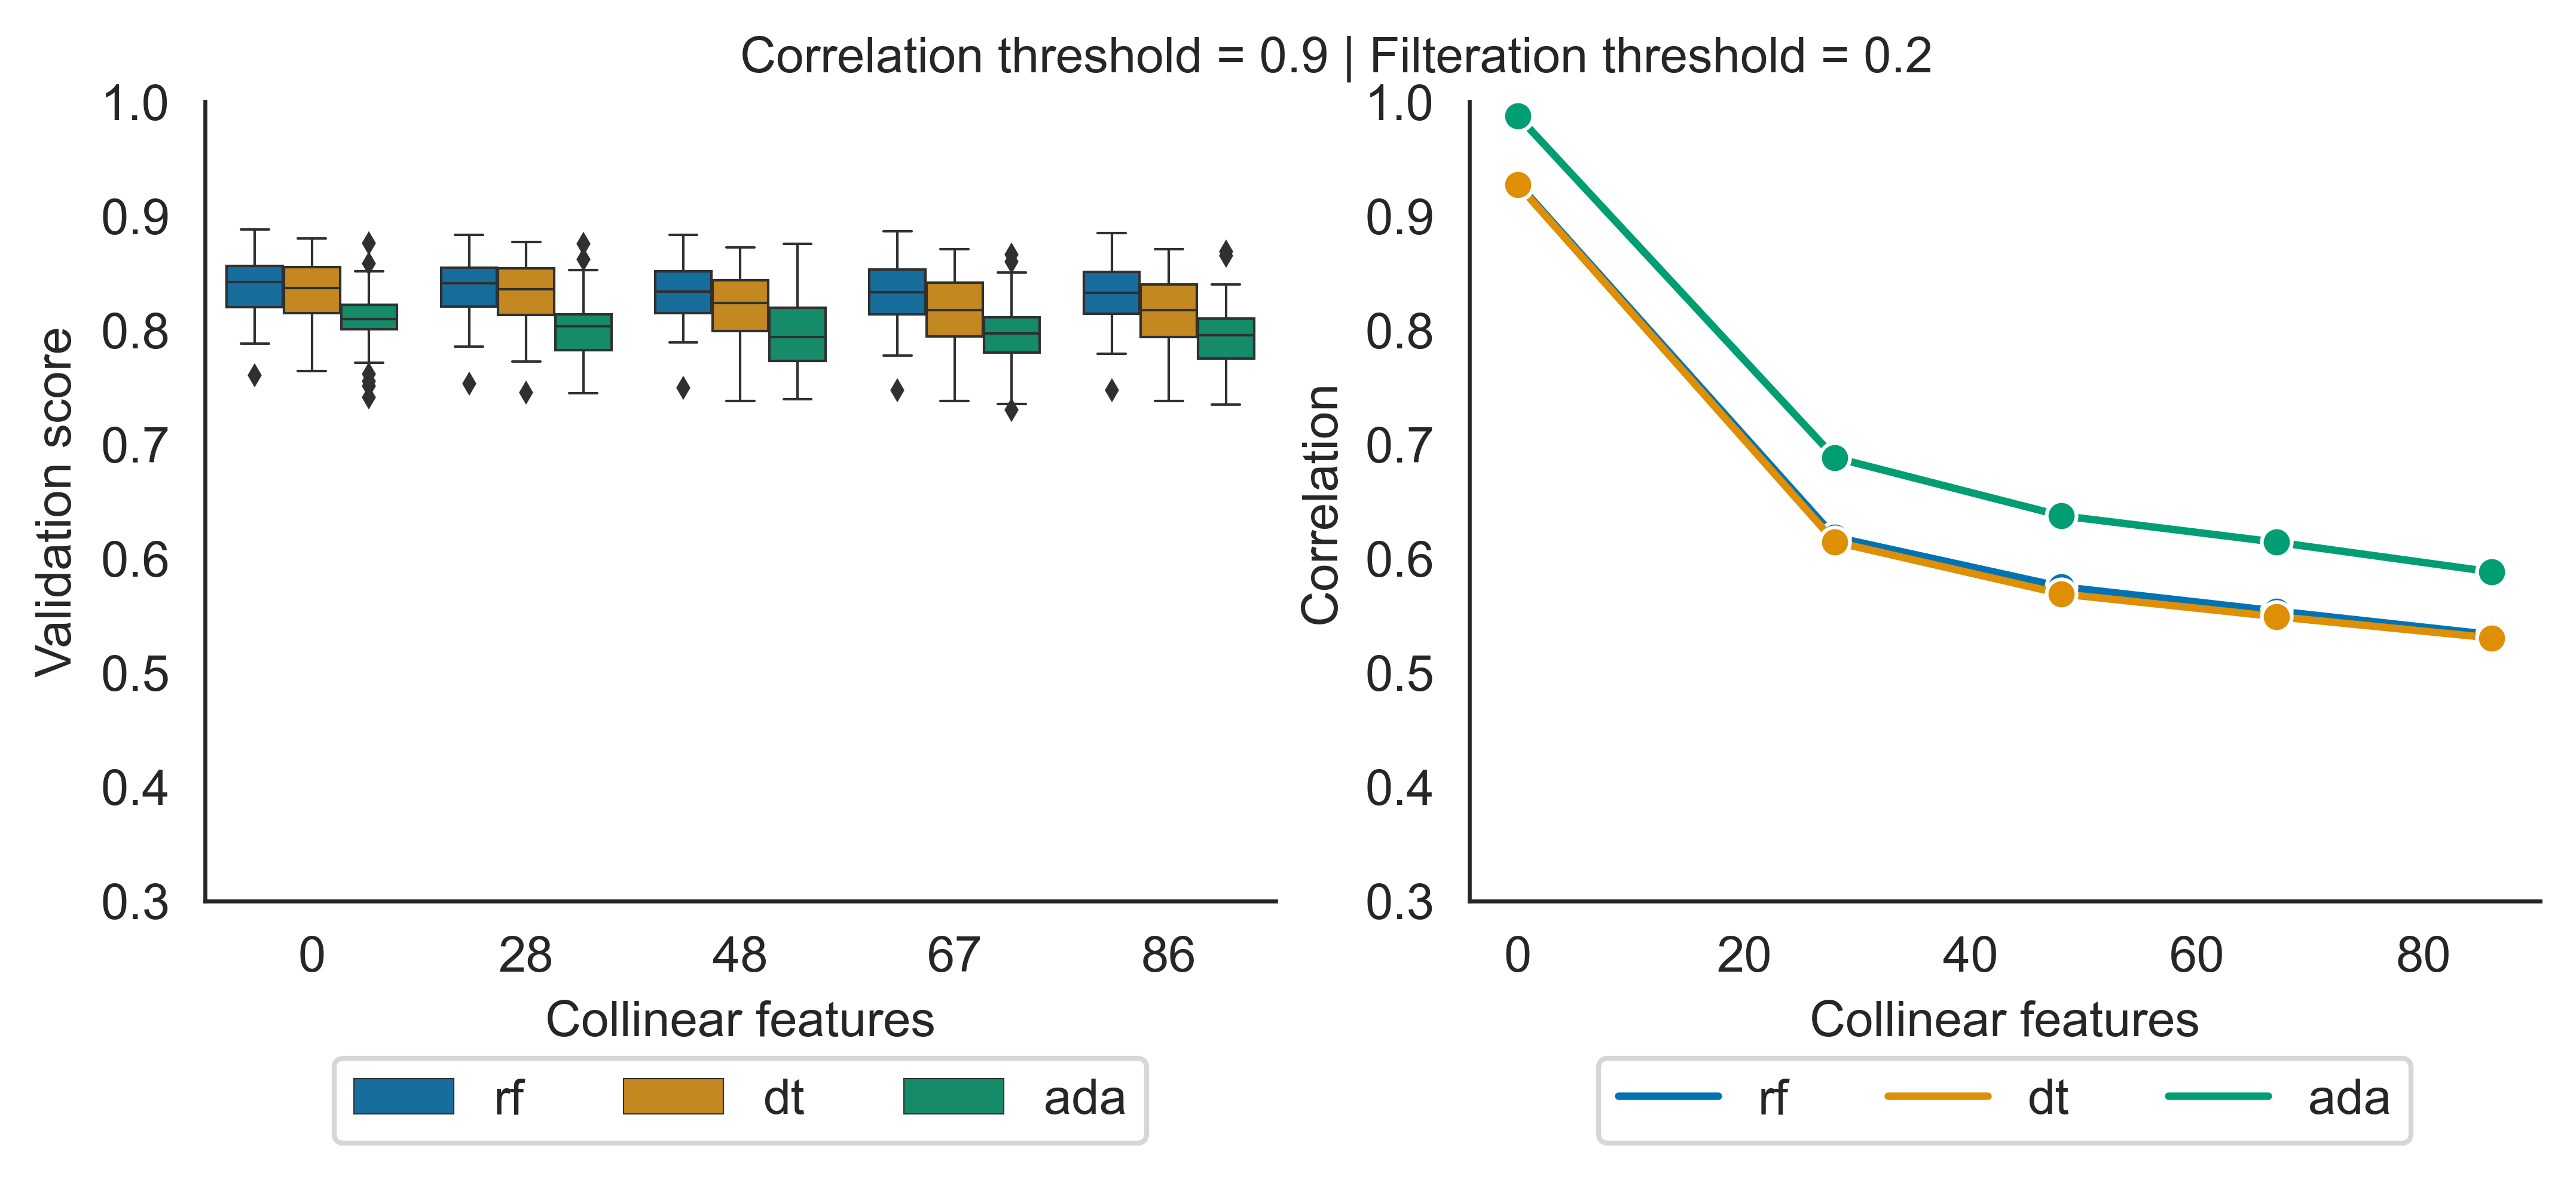 Correlation threshold = 0.9 | Filteration threshold = 0.2
Validation score
1.0
0.9
0.8
0.7
0.6
0.5
0.4
0.3
0 28 48 67 86
Collinear features
rf dt ada
Correlation
1.0
0.9
0.8
0.7
0.6
0.5
0.4
0.3
0 20 40 60 80
Collinear features
rf dt ada